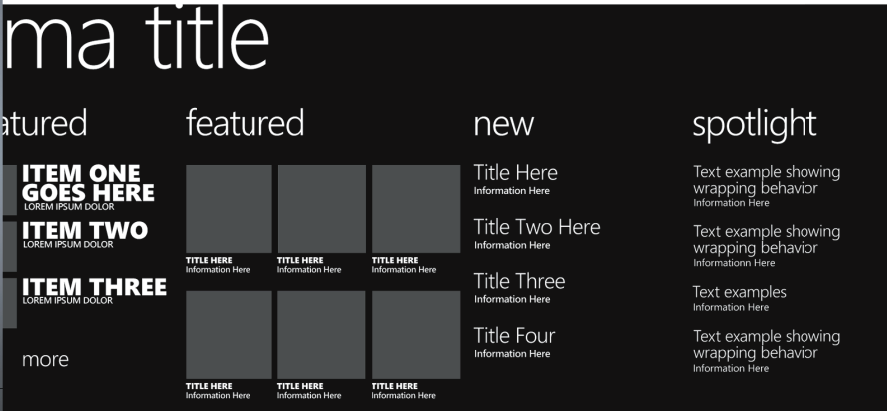 ma title
atured
ITEM ONE
GOES HERE
LOREM IPSUM DOLOR
ITEM TWO
LOREM IPSUM DOLOR
ITEM THREE
LOREM IPSUM DOLOR
more
featured
TITLE HERE TITLE HERE TITLE HERE
Information Here Information Here Information Here
TITLE HERE TITLE HERE TITLE HERE
Information Here Information Here Information Here
new
Title Here
Information Here
Title Two Here
Information Here
Title Three
Information Here
Title Four
Information Here
spotlight
Text example showing
wrapping behavior
Information Here
Text example showing
wrapping behavior
Informationn Here
Text examples
Information Here
Text example showing
wrapping behavior
Information Here